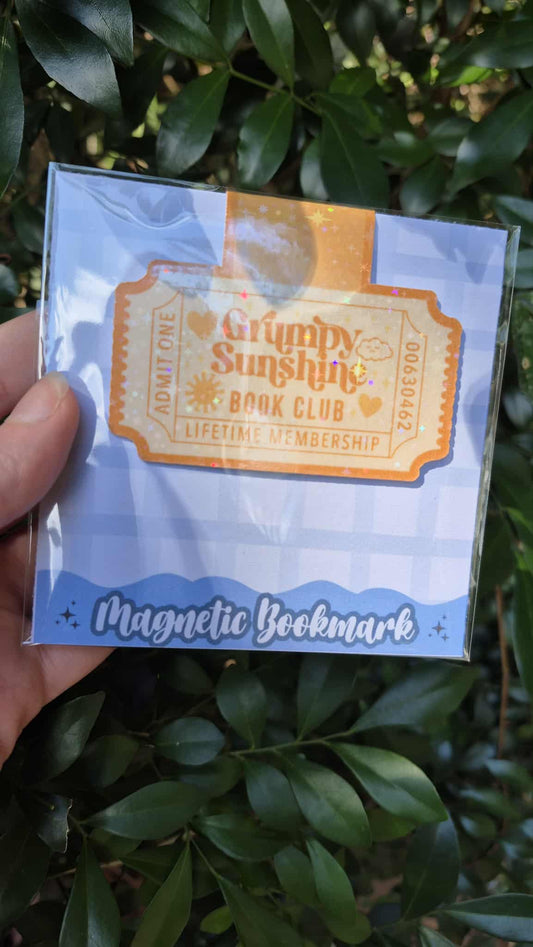 ADMIT ONE
Grumpy
Sunshine
BOOK CLUB
LIFETIME MEMBERSHIP
00630462
Magnetic Bookmark